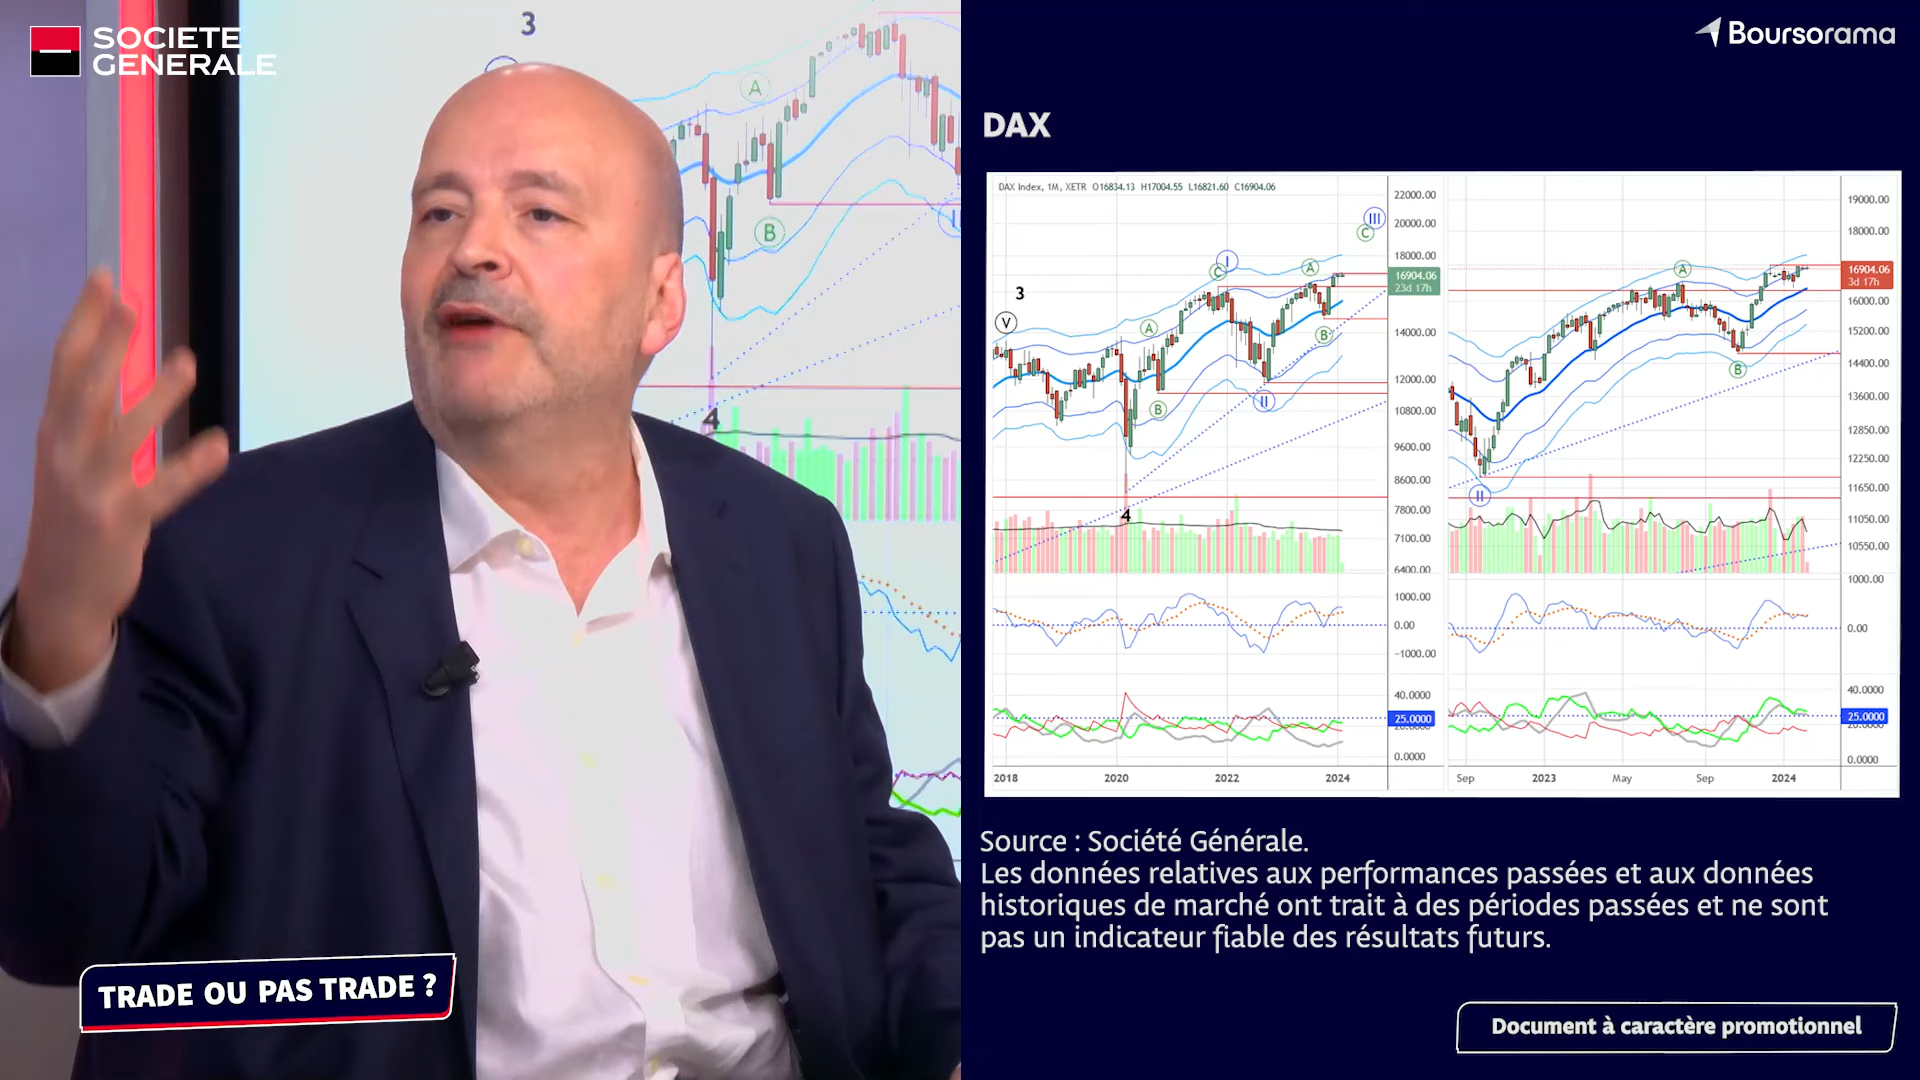 SOCIETE
GENERALE
3
A
B
4
TRADE OU PAS TRADE ?
Boursorama
DAX
DAX Index, 1M, XETR O16834.13 H17004.55 L16821.60 C16904.06
22000.00
20000.00
18000.00
16904.06
23d 17h
14000.00
12000.00
10800.00
9600.00
8600.00
7800.00
7100.00
6400.00
1000.00
0.00
−1000.00
40.0000
25.0000
0.0000
3
V
A
B
C
I
II
A
B
III
C
4
2018 2020 2022 2024
19000.00
18000.00
16904.06
3d 17h
16000.00
15200.00
14400.00
13600.00
12850.00
12250.00
11650.00
11050.00
10550.00
1000.00
0.00
40.0000
25.0000
0.0000
A
B
II
Sep 2023 May Sep 2024
Source : Société Générale.
Les données relatives aux performances passées et aux données
historiques de marché ont trait à des périodes passées et ne sont
pas un indicateur fiable des résultats futurs.
Document à caractère promotionnel